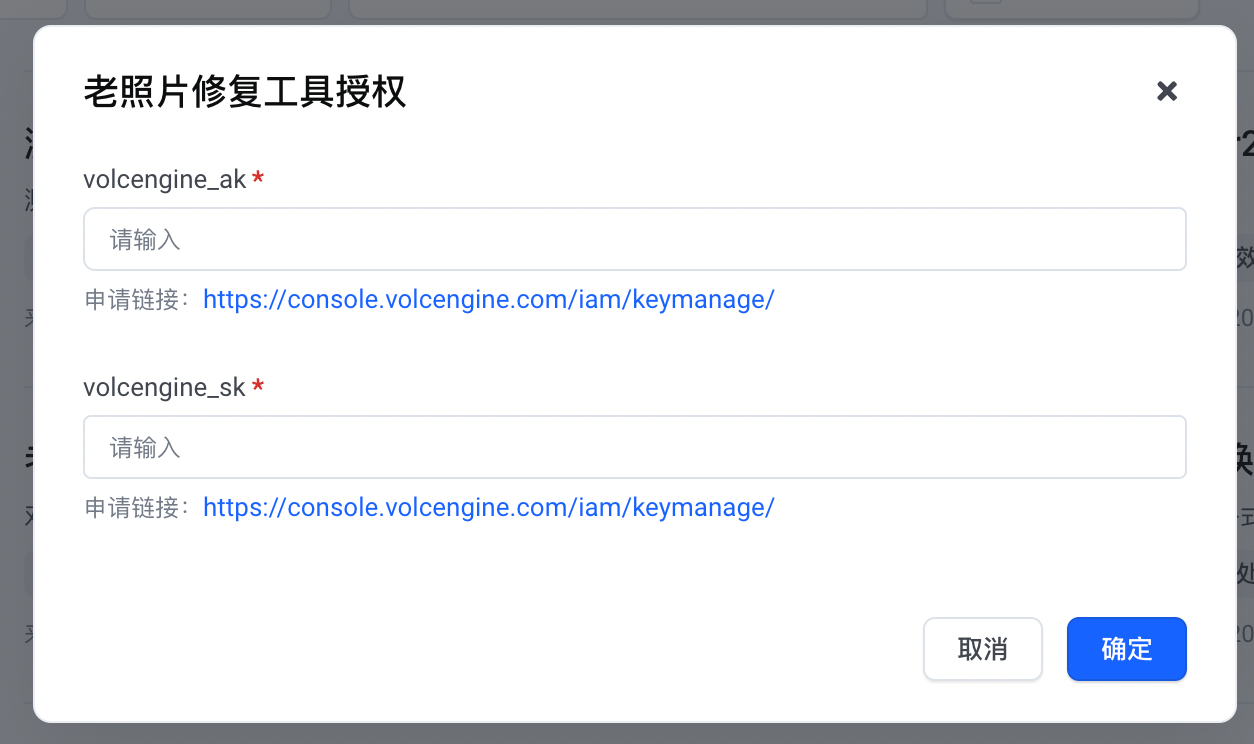 老照片修复工具授权
volcengine_ak *
请输入
申请链接：https://console.volcengine.com/iam/keymanage/
volcengine_sk *
请输入
申请链接：https://console.volcengine.com/iam/keymanage/
取消 确定